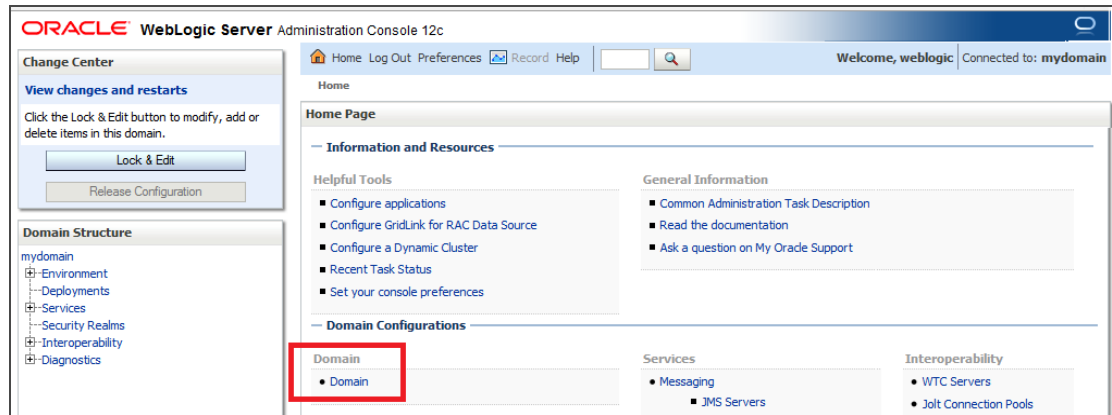 ORACLE WebLogic Server Administration Console 12c
Change Center
View changes and restarts
Click the Lock & Edit button to modify, add or
delete items in this domain.
Lock & Edit
Release Configuration
Domain Structure
mydomain
Environment
Deployments
Services
Security Realms
Interoperability
Diagnostics
Home Log Out Preferences Record Help
Welcome, weblogic Connected to: mydomain
Home
Home Page
Information and Resources
Helpful Tools
Configure applications
Configure GridLink for RAC Data Source
Configure a Dynamic Cluster
Recent Task Status
Set your console preferences
General Information
Common Administration Task Description
Read the documentation
Ask a question on My Oracle Support
Domain Configurations
Domain
Domain
Services
Messaging
JMS Servers
Interoperability
WTC Servers
Jolt Connection Pools